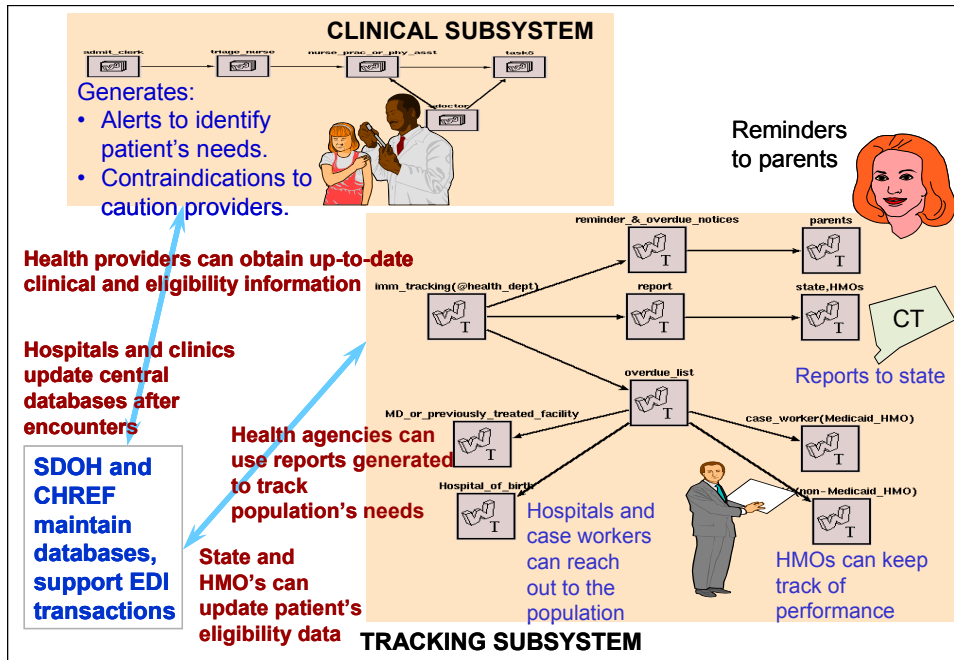 CLINICAL SUBSYSTEM
admit_clerk
triage_nurse
nurse_prac_or_phy_asst
task5
doctor
Generates:
• Alerts to identify
patient's needs.
• Contraindications to
caution providers.
Reminders
to parents
reminder_&_overdue_notices
parents
Health providers can obtain up-to-date
clinical and eligibility information
imm_tracking(@health_dept)
report
state,HMOs
T
T
T
T
T
CT
Reports to state
Hospitals and clinics
update central
databases after
encounters
overdue_list
T
MD_or_previously_treated_facility
T
case_worker(Medicaid_HMO)
T
Health agencies can
use reports generated
to track
population's needs
SDOH and
CHREF
maintain
databases,
support EDI
transactions
Hospital_of_birth
T
(non-Medicaid_HMO)
T
Hospitals and
case workers
can reach
out to the
population
HMOs can keep
track of
performance
State and
HMO's can
update patient's
eligibility data
TRACKING SUBSYSTEM